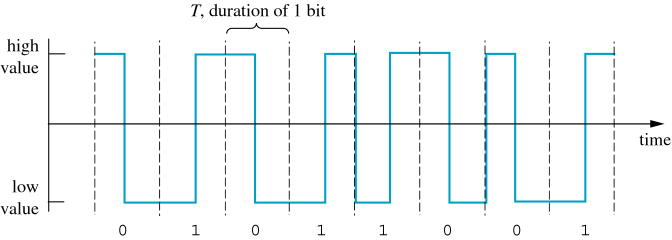 T, duration of 1 bit
high
value
time
low
value
0 1 0 1 1 0 0 1